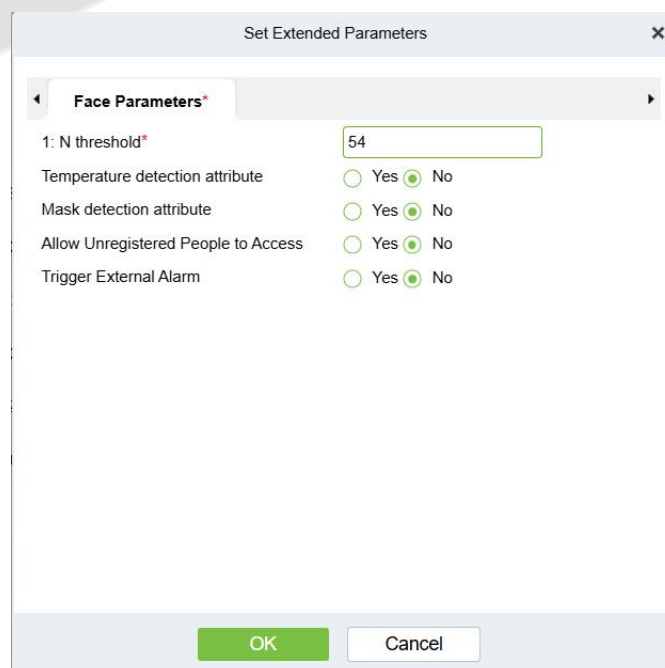 Set Extended Parameters
Face Parameters*
1: N threshold* 54
Temperature detection attribute Yes No
Mask detection attribute Yes No
Allow Unregistered People to Access Yes No
Trigger External Alarm Yes No
OK Cancel